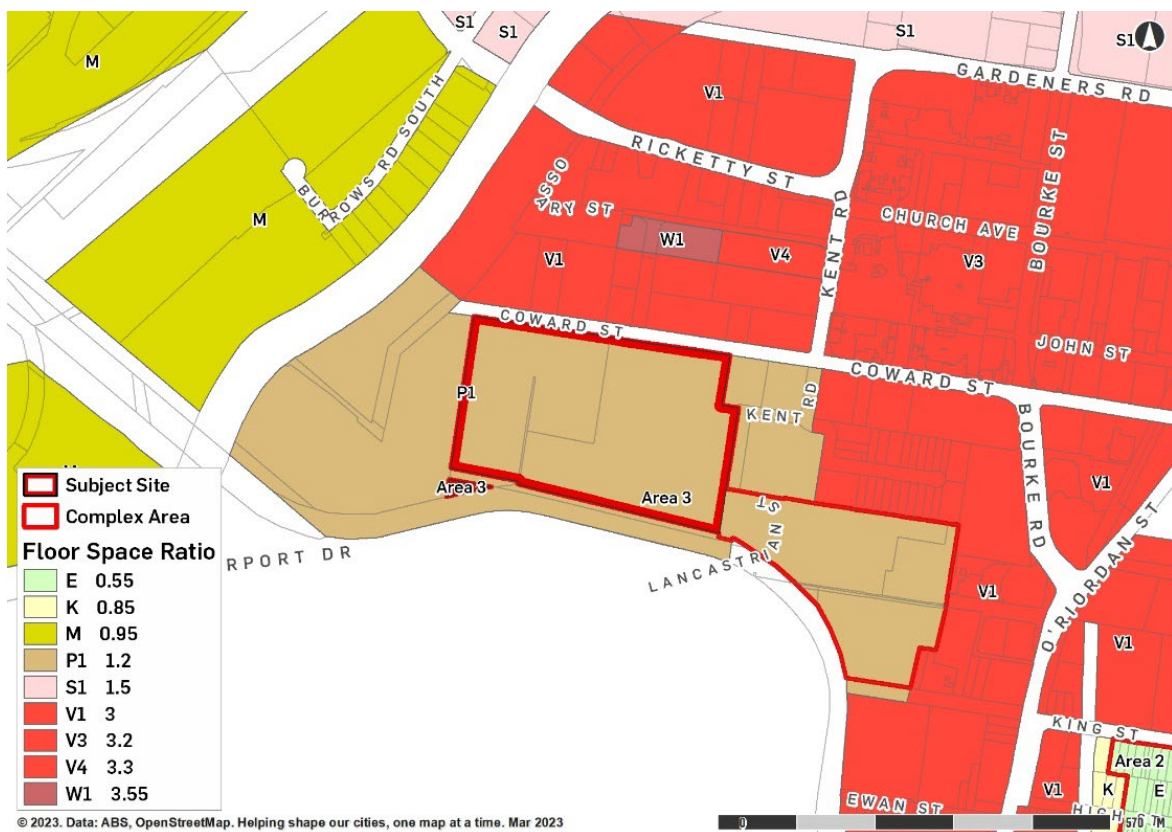 S1
S1
S1
S1
M
V1
GARDENERS RD
BURROWS RD SOUTH
RICKETTY ST
BOURKE ST
ASSO
ARY ST
KENT RD
CHURCH AVE
M
W1
V4
V1
V3
COWARD ST
JOHN ST
COWARD ST
P1
KENT RD
BOURKE RD
V1
Area 3
Area 3
ST
LANCASTRIAN
O'RIORDAN ST
RPORT DR
V1
V1
KING ST
Area 2
V1
K
E
EWAN ST
HIGH
Subject Site
Complex Area
Floor Space Ratio
E 0.55
K 0.85
M 0.95
P1 1.2
S1 1.5
V1 3
V3 3.2
V4 3.3
W1 3.55
0
© 2023. Data: ABS, OpenStreetMap. Helping shape our cities, one map at a time. Mar 2023